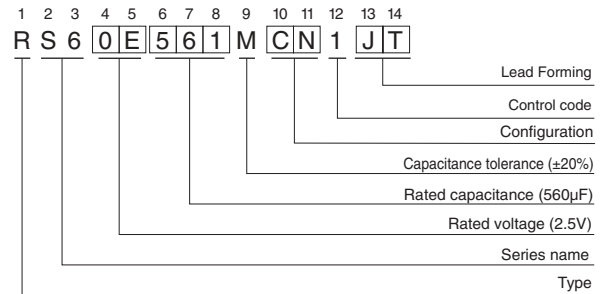 1 2 3 4 5 6 7 8 9 10 11 12 13 14
R S 6 0 E 5 6 1 M C N 1 J T
Lead Forming
Control code
Configuration
Capacitance tolerance (±20%)
Rated capacitance (560µF)
Rated voltage (2.5V)
Series name
Type